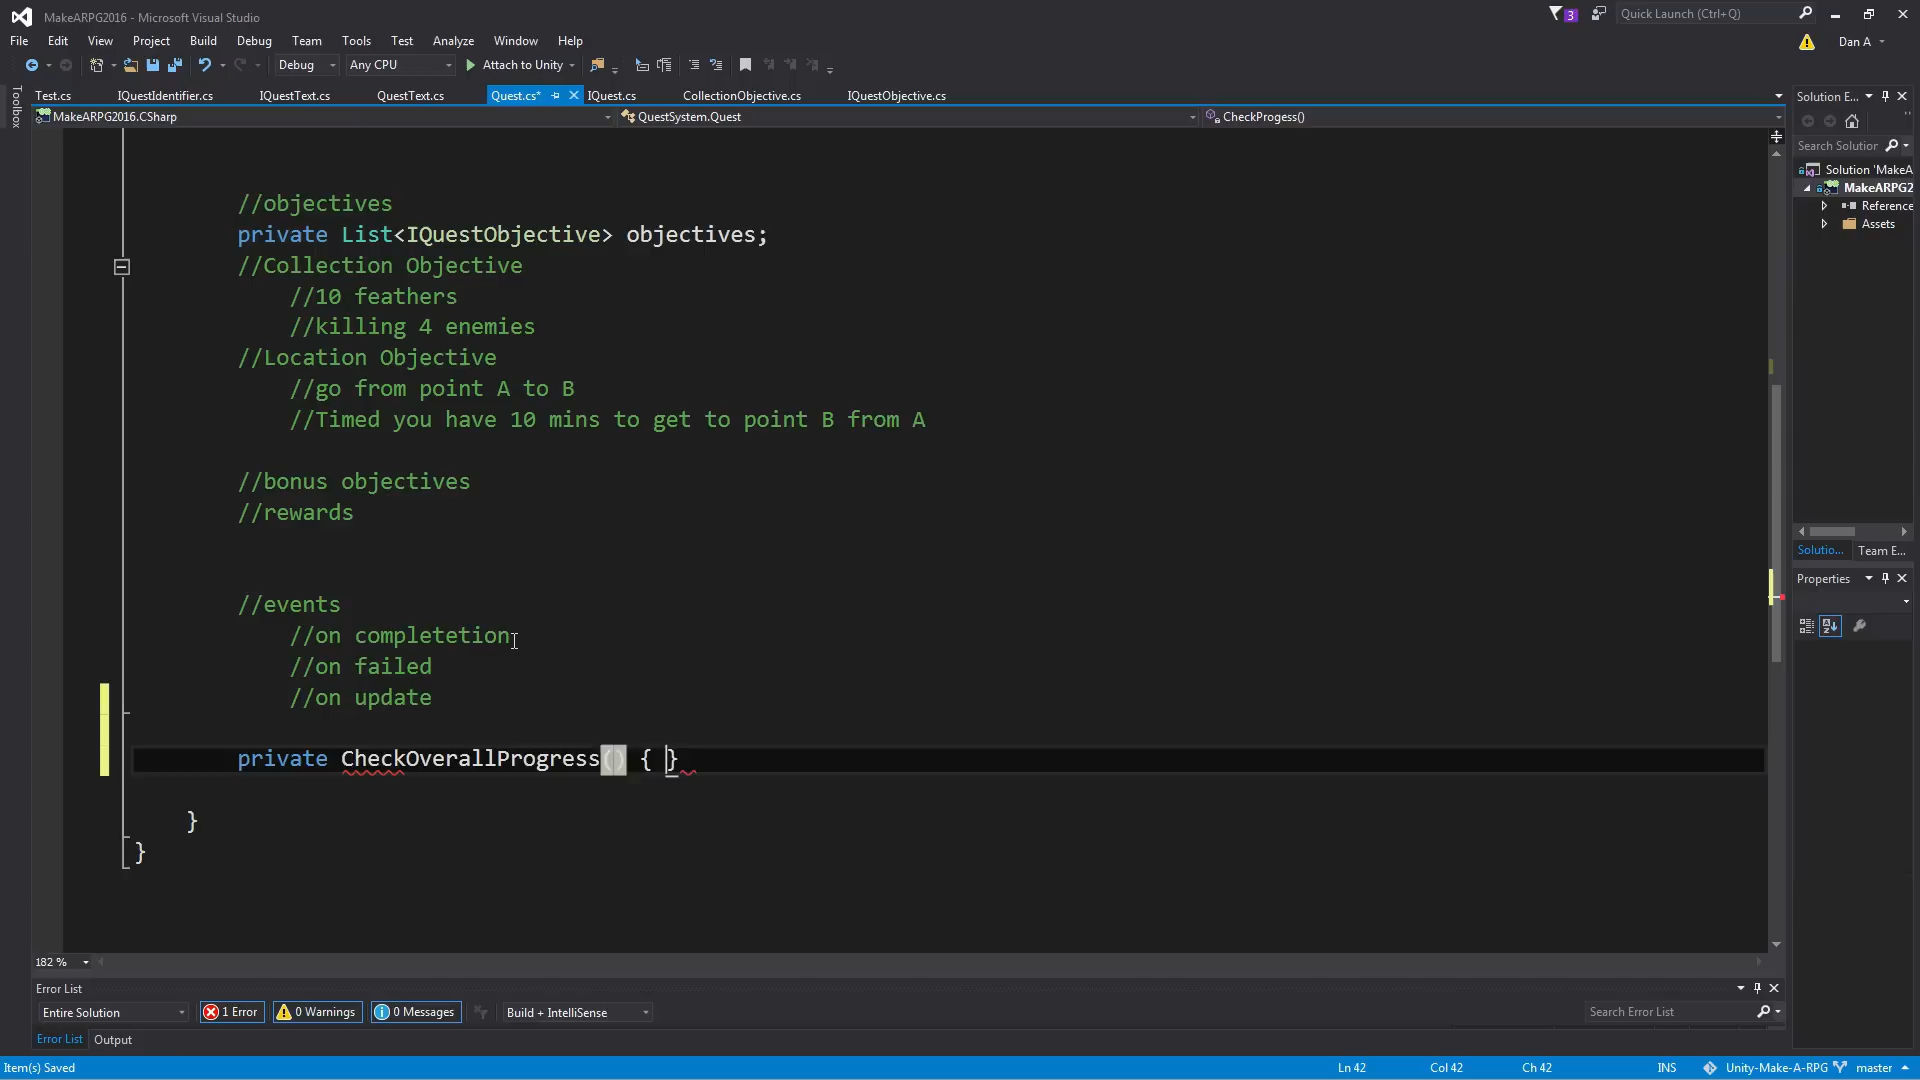 MakeARPG2016 - Microsoft Visual Studio
3
Quick Launch (Ctrl+Q)
File Edit View Project Build Debug Team Tools Test Analyze Window Help
Dan A
Debug Any CPU Attach to Unity
Toolbox
Test.cs IQuestIdentifier.cs IQuestText.cs QuestText.cs Quest.cs* IQuest.cs CollectionObjective.cs IQuestObjective.cs
MakeARPG2016.CSharp QuestSystem.Quest CheckProgess()
//objectives
private List<IQuestObjective> objectives;
//Collection Objective
//10 feathers
//killing 4 enemies
//Location Objective
//go from point A to B
//Timed you have 10 mins to get to point B from A
//bonus objectives
//rewards
//events
//on completetion
//on failed
//on update
private CheckOverallProgress() { }
}
}
182 %
Solution E...
Search Solution
Solution 'MakeA
MakeARPG2
Reference
Assets
Solutio... Team E...
Properties
Error List
Entire Solution 1 Error 0 Warnings 0 Messages Build + IntelliSense Search Error List
Error List Output
Item(s) Saved Ln 42 Col 42 Ch 42 INS Unity-Make-A-RPG master